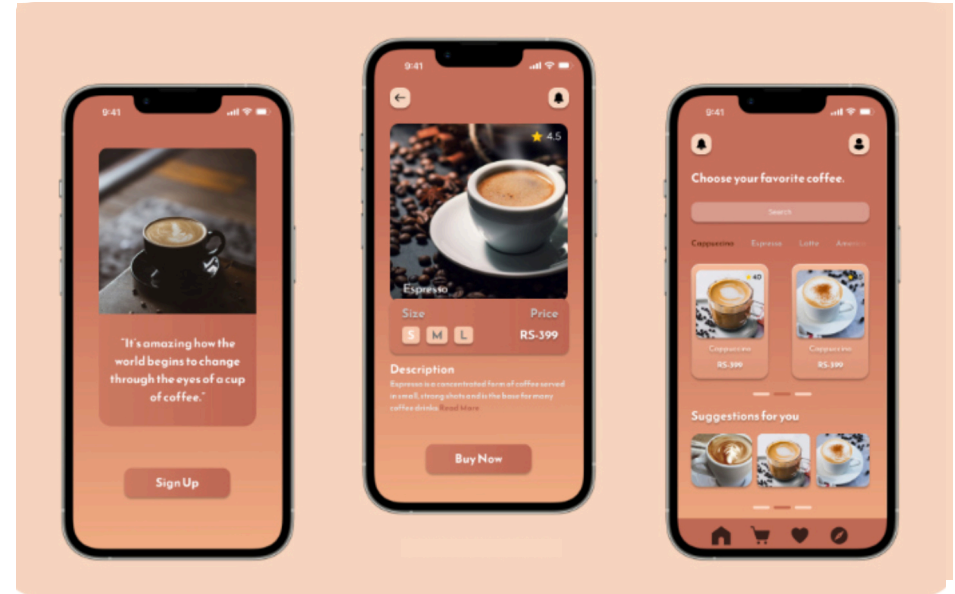 9:41
"It's amazing how the
world begins to change
through the eyes of a cup
of coffee."
Sign Up
9:41
4.5
Espresso
Size
Price
S M L
RS-399
Description
Espresso is a concentrated form of coffee served
in small, strong shots and is the base for many
coffee drinks Read More
Buy Now
9:41
Choose your favorite coffee.
Search
Cappuccino Espresso Latte
4.0
Cappuccino
RS-399
Cappuccino
RS-399
Suggestions for you